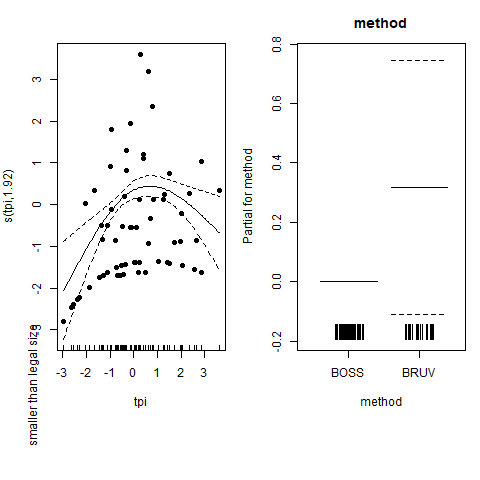 method
s(tpi,1.92)
3
2
1
0
-1
-2
-3
smaller than legal size
-3 -2 -1 0 1 2 3
tpi
Partial for method
0.8
0.6
0.4
0.2
0.0
-0.2
BOSS BRUV
method